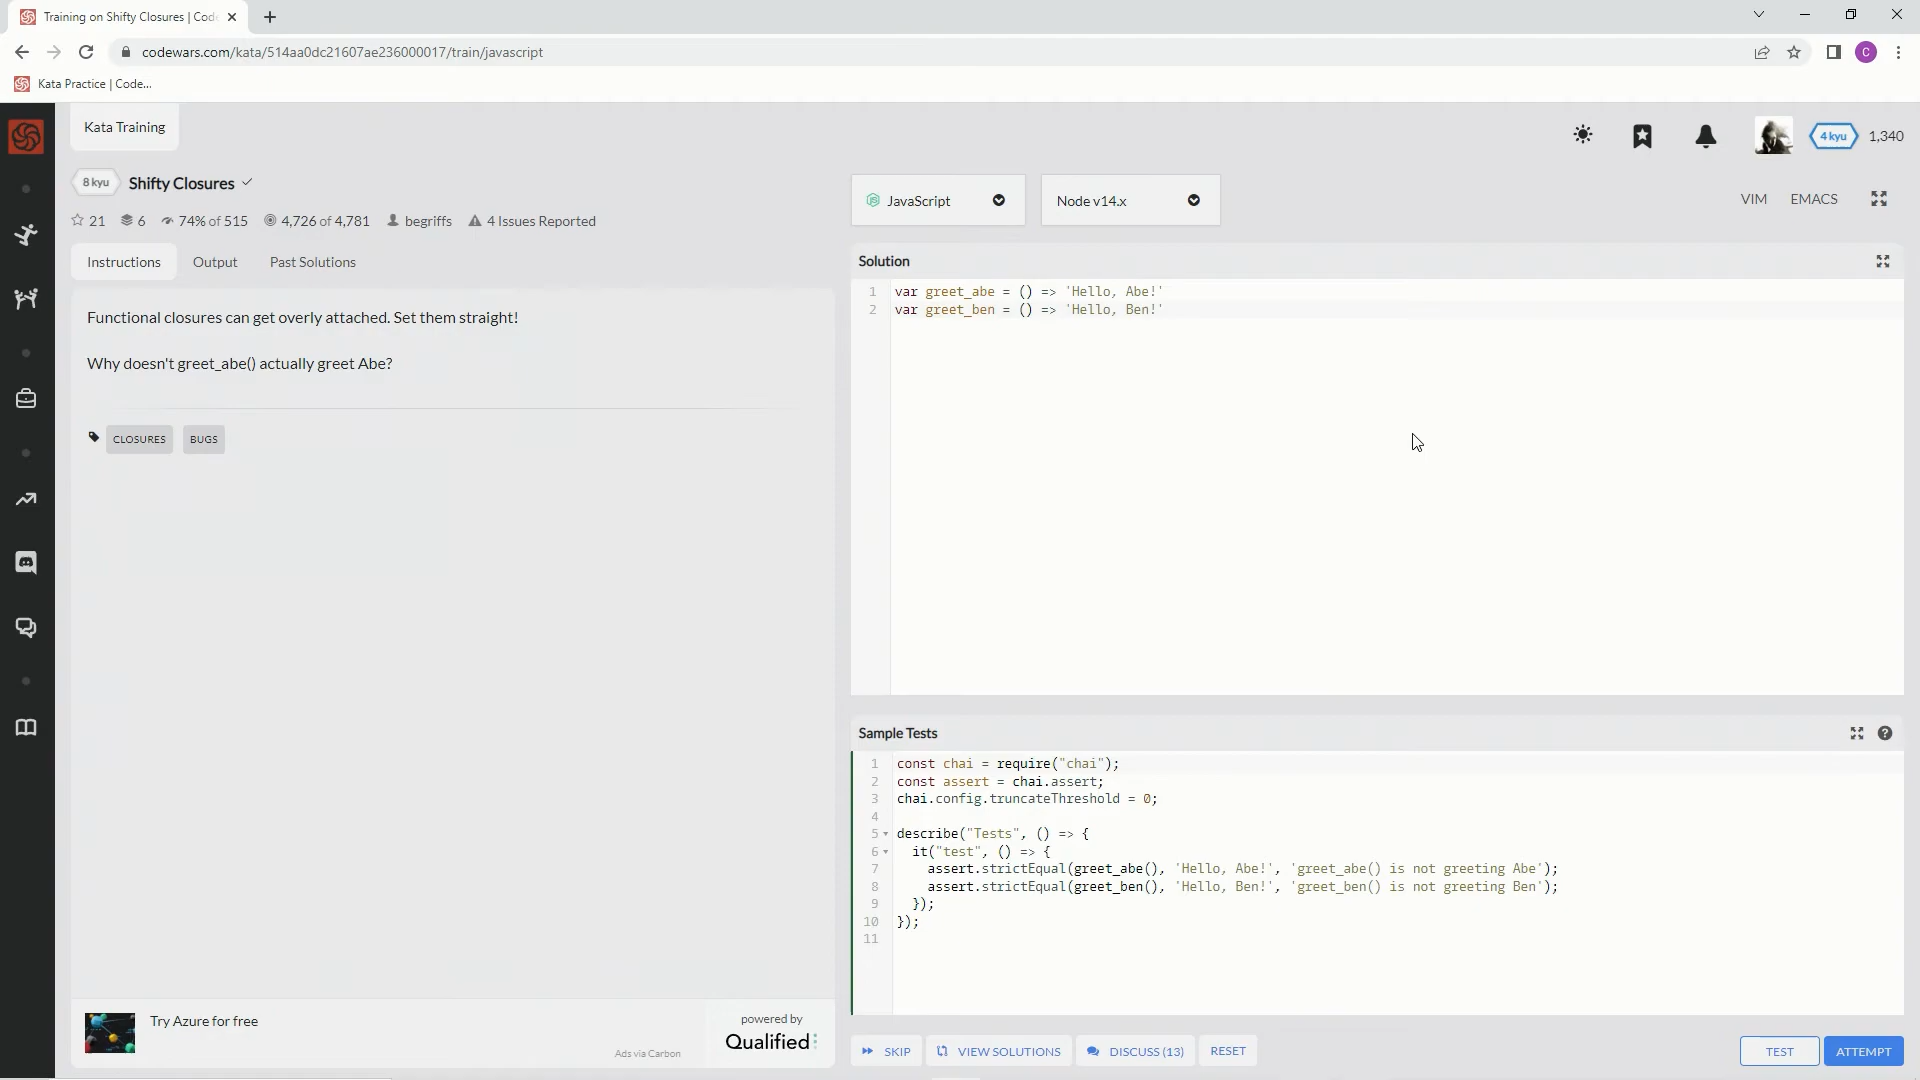 Training on Shifty Closures | Cod
codewars.com/kata/514aa0dc21607ae236000017/train/javascript
C
Kata Practice | Code...
Kata Training
4 kyu
1,340
8 kyu
Shifty Closures
21
6
74% of 515
4,726 of 4,781
begriffs
4 Issues Reported
JavaScript
Node v14.x
VIM
EMACS
Instructions
Output
Past Solutions
Functional closures can get overly attached. Set them straight!
Why doesn't greet_abe() actually greet Abe?
CLOSURES
BUGS
Solution
1 var greet_abe = () => 'Hello, Abe!'
2 var greet_ben = () => 'Hello, Ben!'
Sample Tests
1 const chai = require("chai");
2 const assert = chai.assert;
3 chai.config.truncateThreshold = 0;
4
5 describe("Tests", () => {
6 it("test", () => {
7 assert.strictEqual(greet_abe(), 'Hello, Abe!', 'greet_abe() is not greeting Abe');
8 assert.strictEqual(greet_ben(), 'Hello, Ben!', 'greet_ben() is not greeting Ben');
9 });
10 });
11
Try Azure for free
Ads via Carbon
powered by
Qualified
SKIP
VIEW SOLUTIONS
DISCUSS (13)
RESET
TEST
ATTEMPT